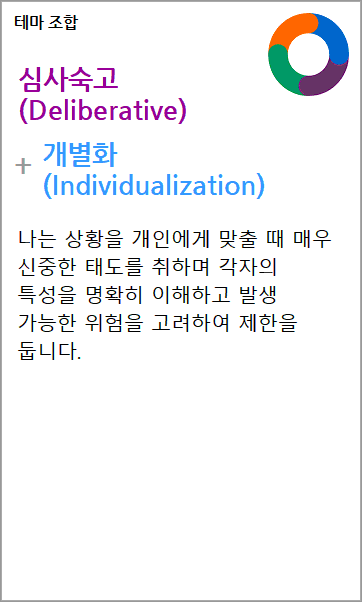 테마 조합
심사숙고
(Deliberative)
+ 개별화
(Individualization)
나는 상황을 개인에게 맞출 때 매우
신중한 태도를 취하며 각자의
특성을 명확히 이해하고 발생
가능한 위험을 고려하여 제한을
둡니다.